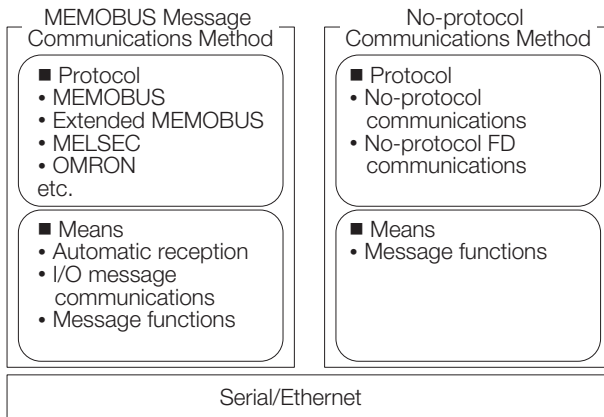 MEMOBUS Message
Communications Method
■ Protocol
• MEMOBUS
• Extended MEMOBUS
• MELSEC
• OMRON
etc.
■ Means
• Automatic reception
• I/O message
communications
• Message functions
No-protocol
Communications Method
■ Protocol
• No-protocol
communications
• No-protocol FD
communications
■ Means
• Message functions
Serial/Ethernet